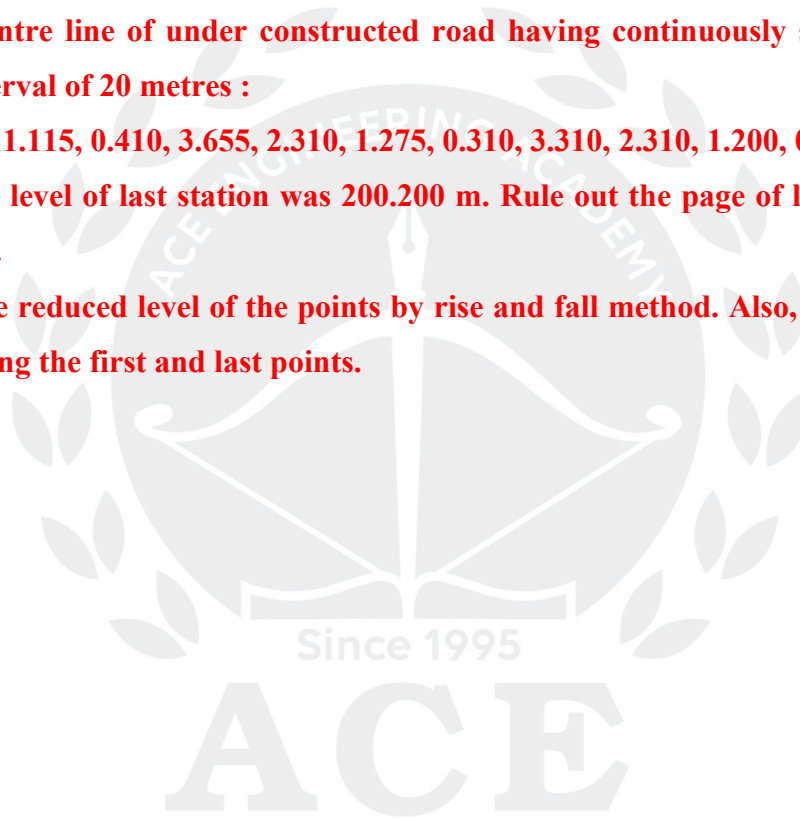 ntre line of under constructed road having continuously
erval of 20 metres :
1.115, 0.410, 3.655, 2.310, 1.275, 0.310, 3.310, 2.310, 1.200,
level of last station was 200.200 m. Rule out the page of
e reduced level of the points by rise and fall method. Also,
ng the first and last points.
ACE ENGINEERING ACADEMY
Since 1995
ACE